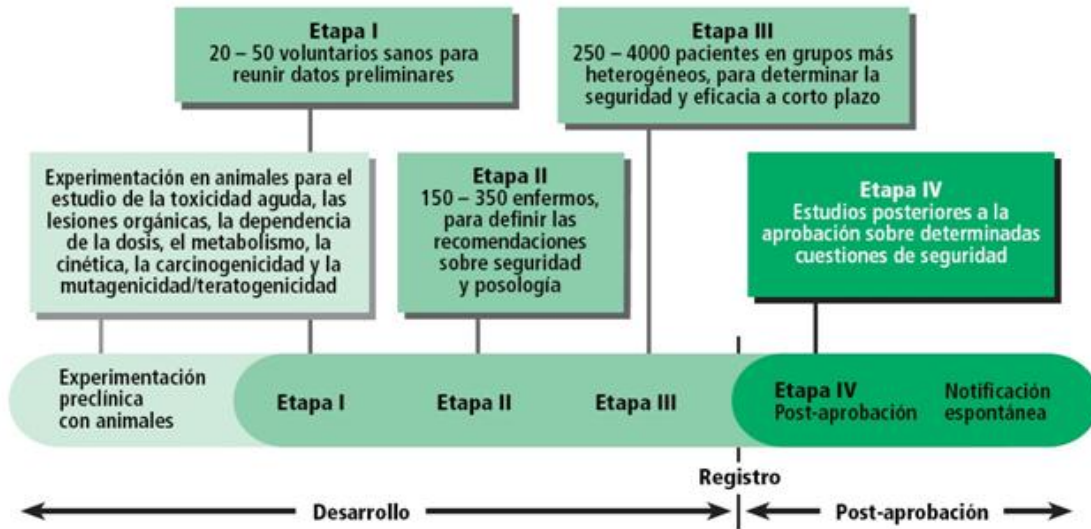 Etapa I
20 – 50 voluntarios sanos para
reunir datos preliminares
Etapa III
250 – 4000 pacientes en grupos más
heterogéneos, para determinar la
seguridad y eficacia a corto plazo
Experimentación en animales para el
estudio de la toxicidad aguda, las
lesiones orgánicas, la dependencia
de la dosis, el metabolismo, la
cinética, la carcinogenicidad y la
mutagenicidad/teratogenicidad
Etapa II
150 – 350 enfermos,
para definir las
recomendaciones
sobre seguridad
y posología
Etapa IV
Estudios posteriores a la
aprobación sobre determinadas
cuestiones de seguridad
Experimentación
preclínica
con animales
Etapa I
Etapa II
Etapa III
Etapa IV
Post-aprobación
Notificación
espontánea
Registro
Desarrollo
Post-aprobación